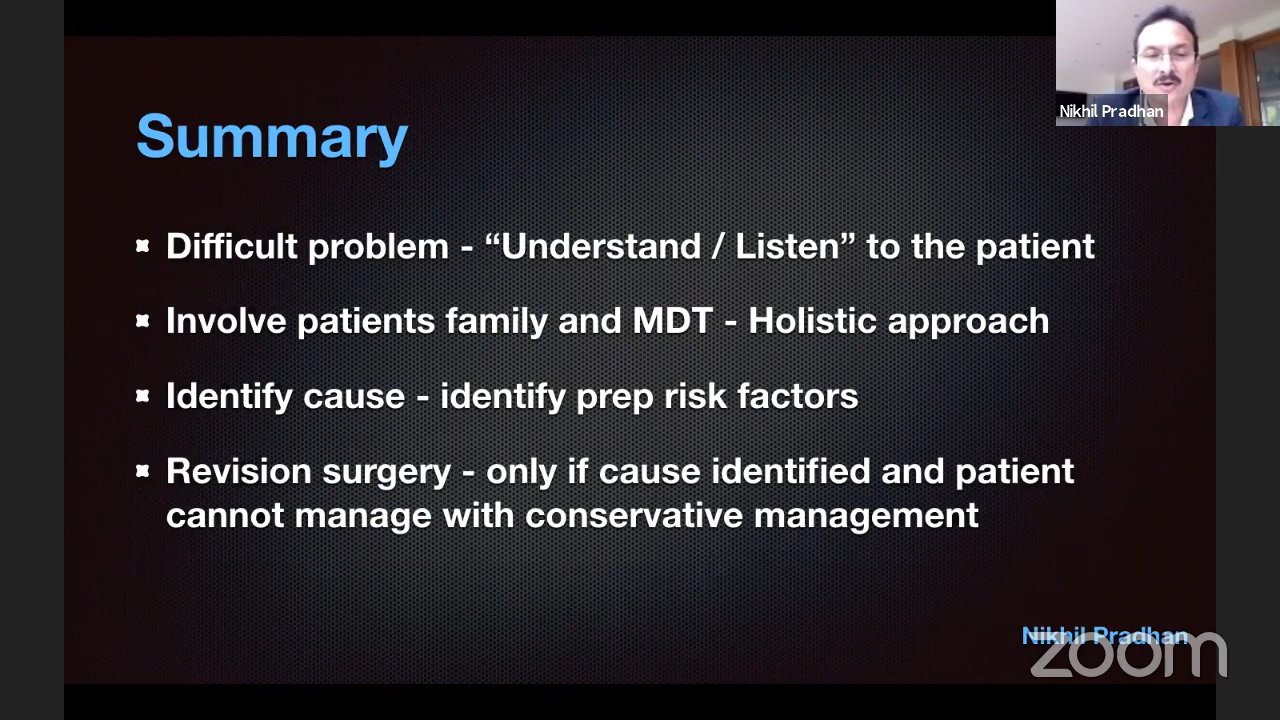 Nikhil Pradhan
Summary
Difficult problem - “Understand / Listen” to the patient
Involve patients family and MDT - Holistic approach
Identify cause - identify prep risk factors
Revision surgery - only if cause identified and patient
cannot manage with conservative management
Nikhil Pradhan
zoom